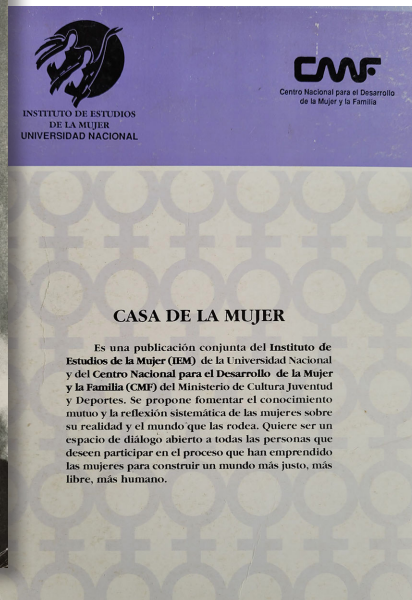 INSTITUTO DE ESTUDIOS
DE LA MUJER
UNIVERSIDAD NACIONAL
CMF
Centro Nacional para el Desarrollo
de la Mujer y la Familia
CASA DE LA MUJER
Es una publicación conjunta del Instituto de
Estudios de la Mujer (IEM) de la Universidad Nacional
y del Centro Nacional para el Desarrollo de la Mujer
y la Familia (CMF) del Ministerio de Cultura Juventud
y Deportes. Se propone fomentar el conocimiento
mutuo y la reflexión sistemática de las mujeres sobre
su realidad y el mundo que las rodea. Quiere ser un
espacio de diálogo abierto a todas las personas que
deseen participar en el proceso que han emprendido
las mujeres para construir un mundo más justo, más
libre, más humano.